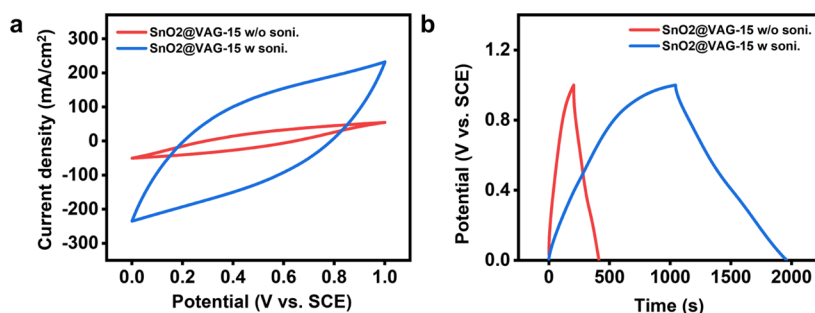 a
SnO2@VAG-15 w/o soni.
SnO2@VAG-15 w soni.
300
200
100
0
-100
-200
-300
Current density (mA/cm²)
0.0 0.2 0.4 0.6 0.8 1.0
Potential (V vs. SCE)
b
SnO2@VAG-15 w/o soni.
SnO2@VAG-15 w soni.
1.2
0.8
0.4
0.0
Potential (V vs. SCE)
0 500 1000 1500 2000
Time (s)